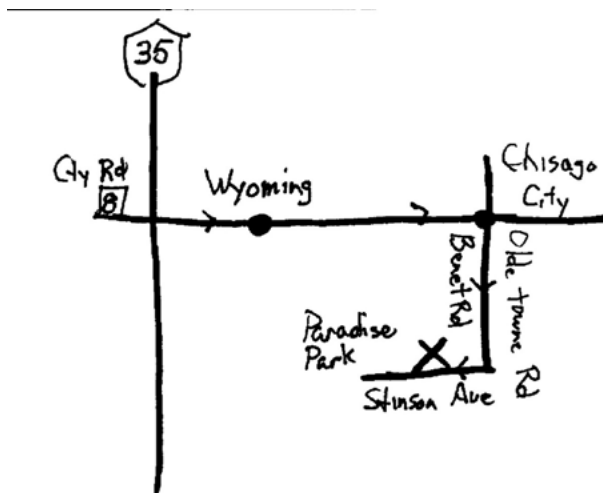 35
Cty Rd
8
Wyoming
Chisago
City
Benet Rd
Olde Towne Rd
Paradise
Park
Stinson Ave